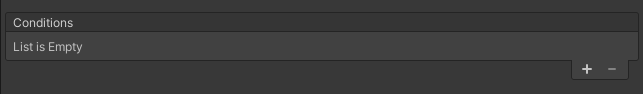 Conditions
List is Empty
+ −